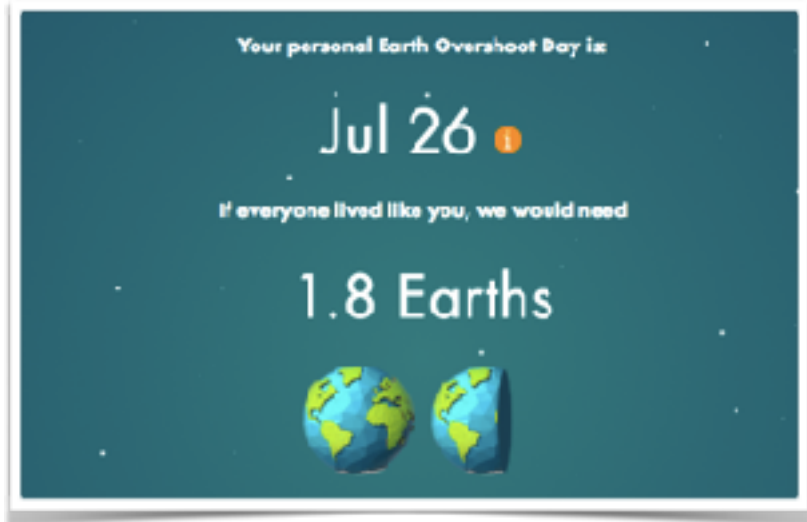 Your personal Earth Overshoot Day is:
Jul 26 i
If everyone lived like you, we would need
1.8 Earths